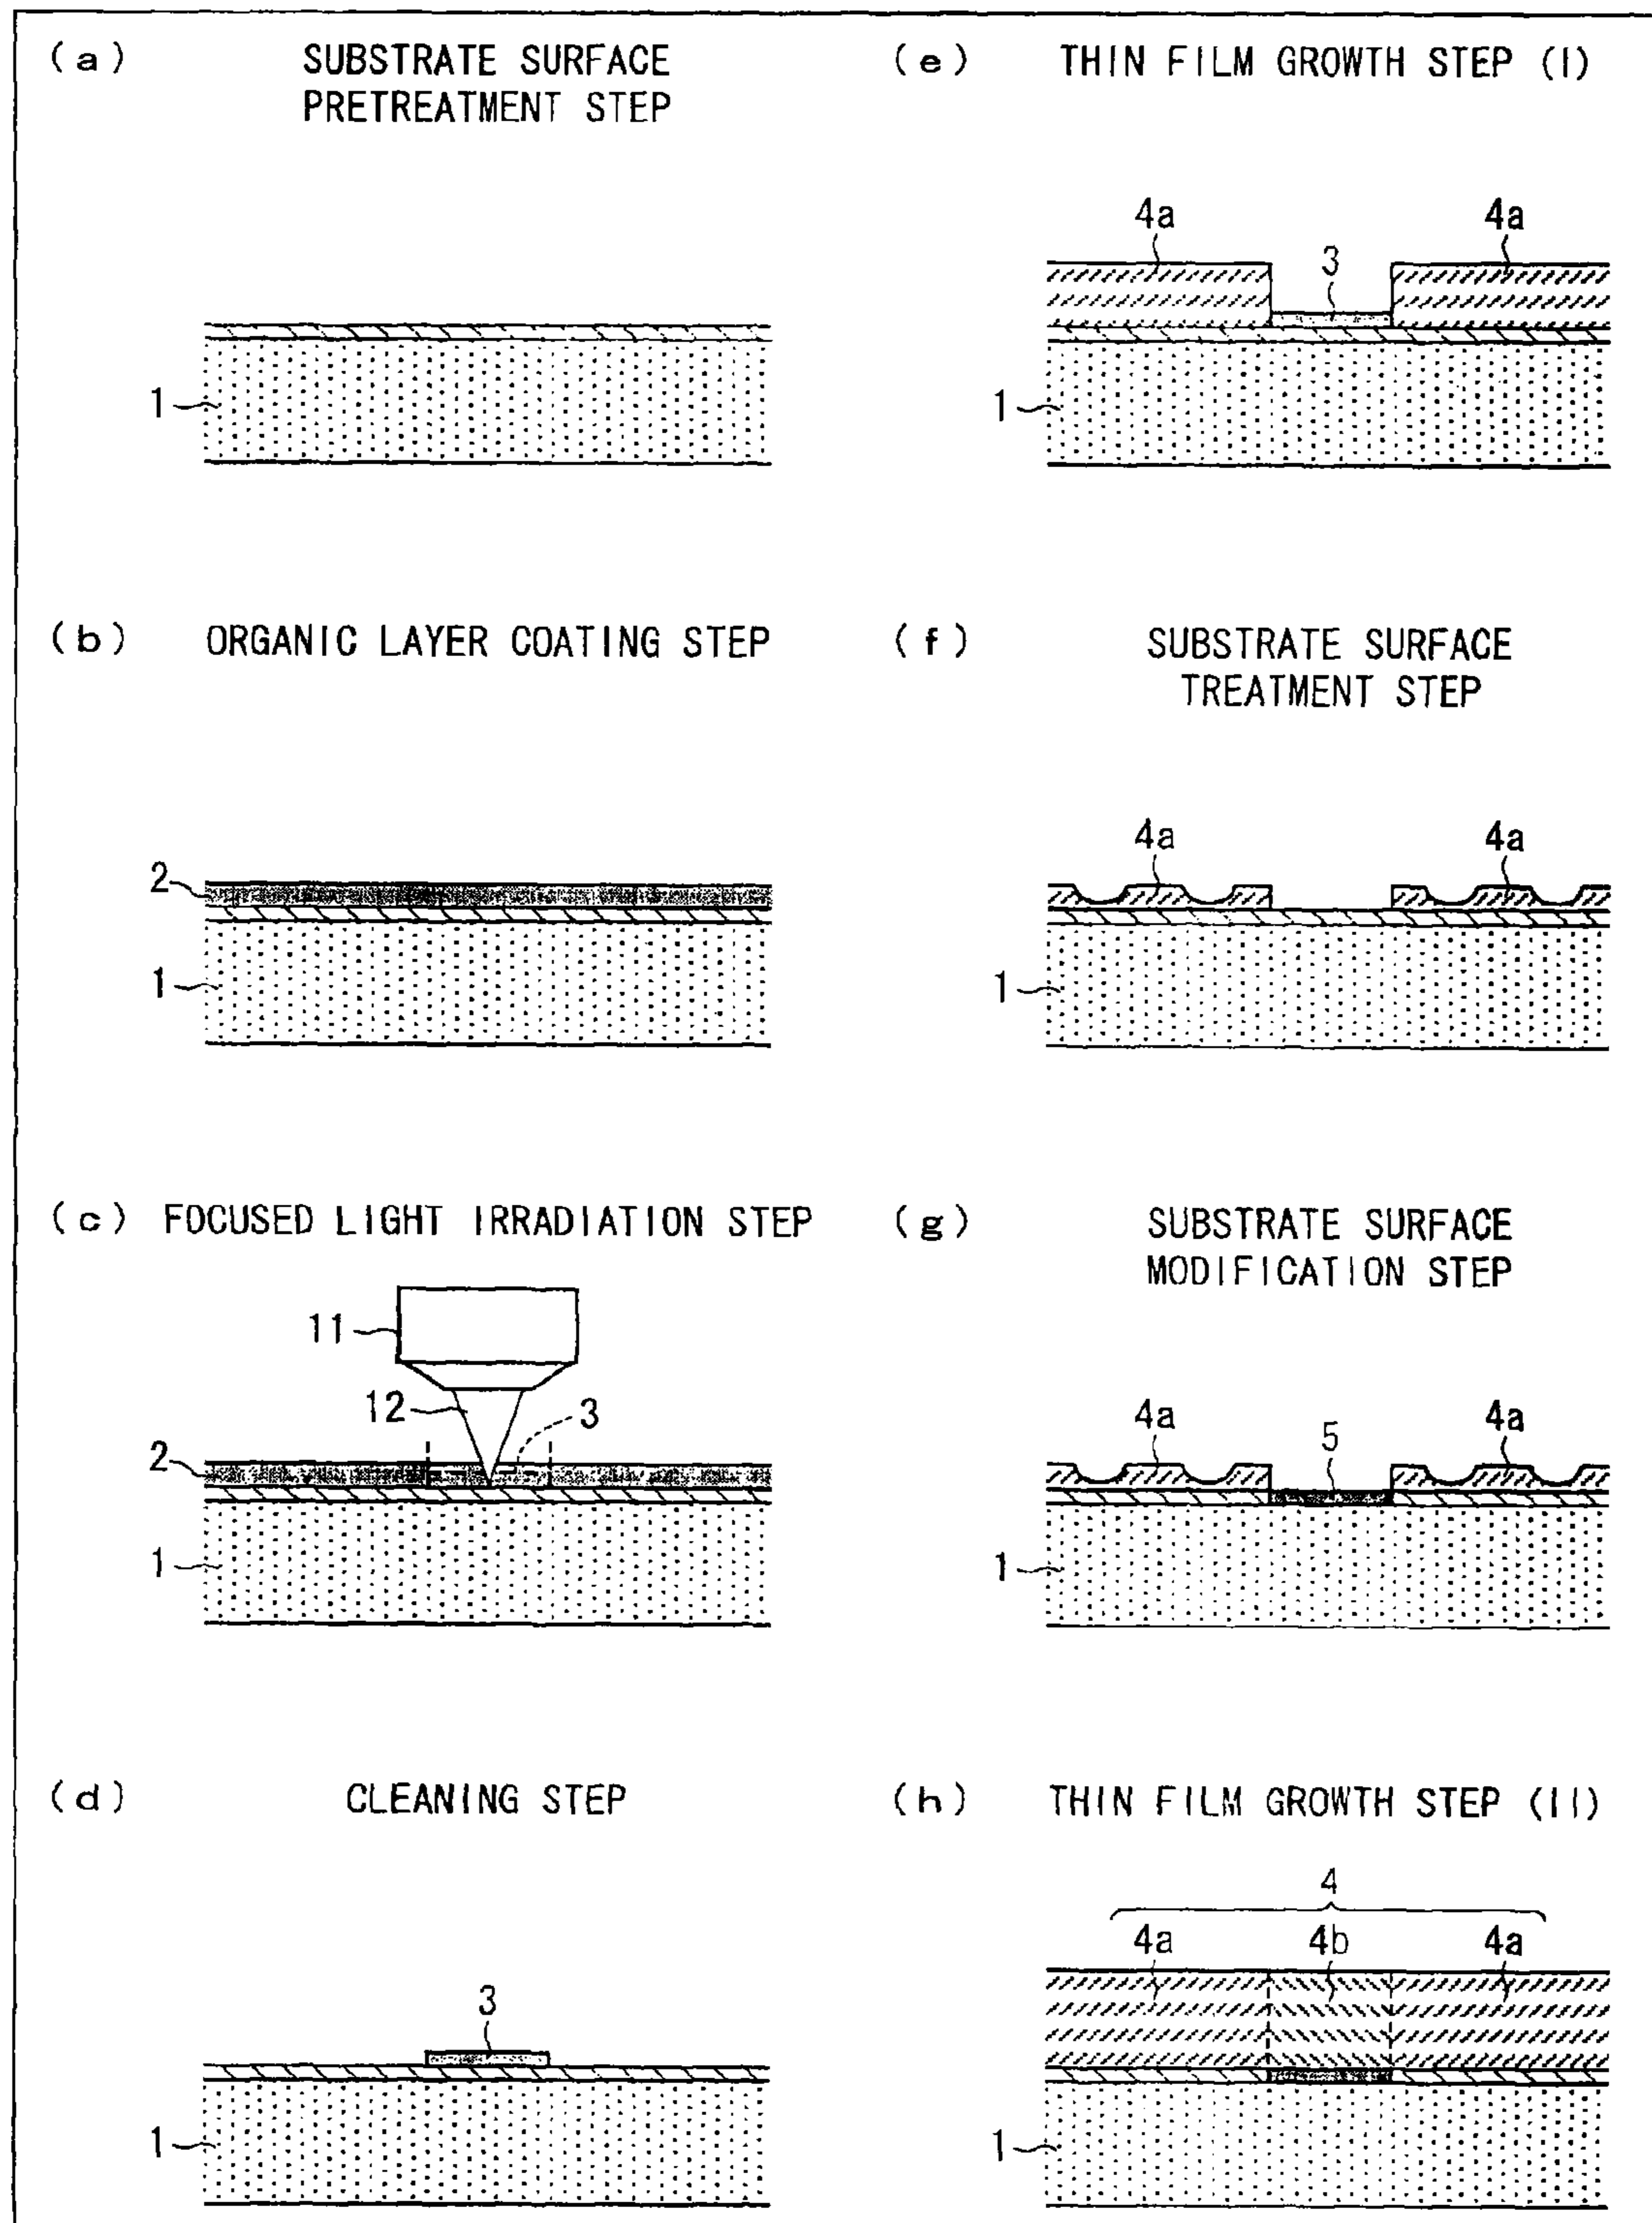 (a) SUBSTRATE SURFACE
PRETREATMENT STEP
1
(b) ORGANIC LAYER COATING STEP
2
1
(c) FOCUSED LIGHT IRRADIATION STEP
11
12
3
2
1
(d) CLEANING STEP
3
1
(e) THIN FILM GROWTH STEP (I)
4a 4a
3
1
(f) SUBSTRATE SURFACE
TREATMENT STEP
4a 4a
1
(g) SUBSTRATE SURFACE
MODIFICATION STEP
4a 5 4a
1
(h) THIN FILM GROWTH STEP (II)
4
4a 4b 4a
1